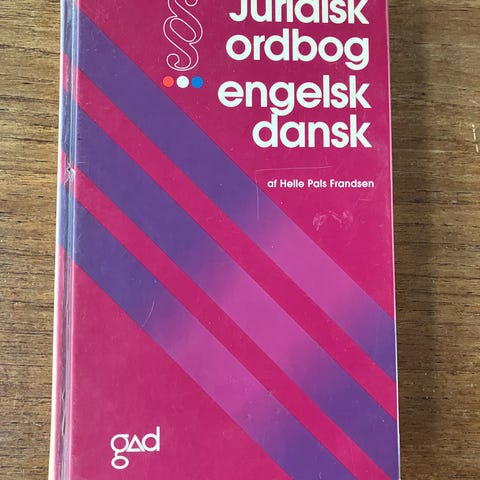 §
Juridisk
ordbog
engelsk
dansk
af Helle Pals Frandsen
gad